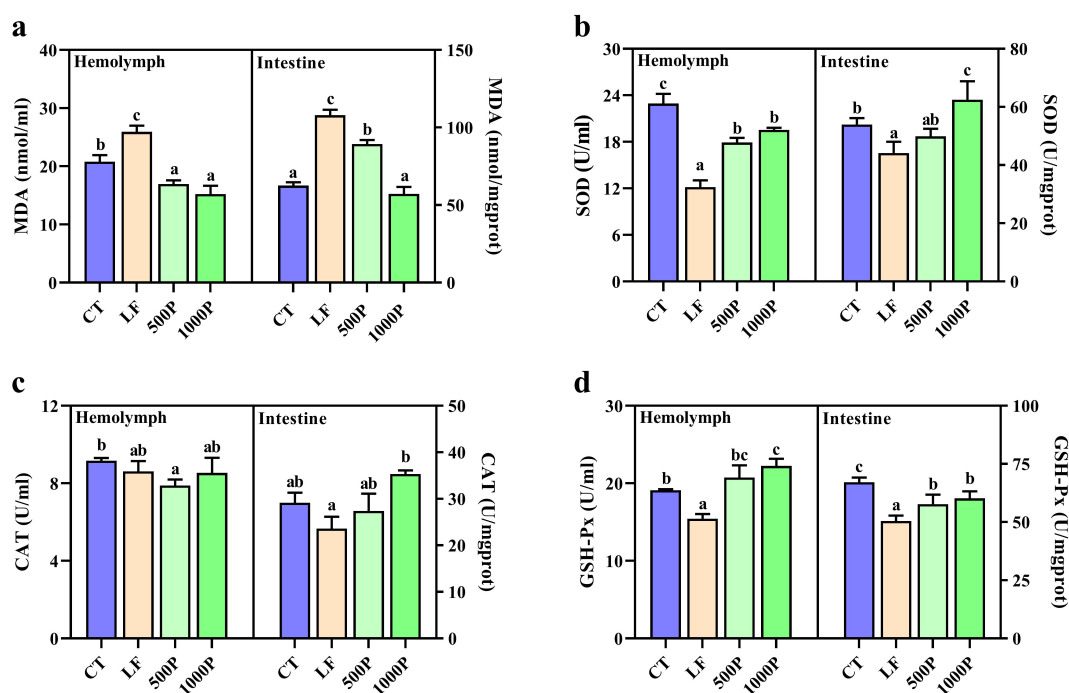 a
Hemolymph
Intestine
MDA (nmol/ml)
40
30
20
10
0
b
c
a
a
a
c
b
a
150
100
50
0
MDA (nmol/mgprot)
CT
LF
500P
1000P
CT
LF
500P
1000P
b
Hemolymph
Intestine
SOD (U/ml)
30
24
18
12
6
0
c
a
b
b
b
a
ab
c
80
60
40
20
0
SOD (U/mgprot)
CT
LF
500P
1000P
CT
LF
500P
1000P
c
Hemolymph
Intestine
CAT (U/ml)
12
8
4
0
b
ab
a
ab
ab
a
ab
b
50
40
30
20
10
0
CAT (U/mgprot)
CT
LF
500P
1000P
CT
LF
500P
1000P
d
Hemolymph
Intestine
GSH-Px (U/ml)
30
20
10
0
b
a
bc
c
c
a
b
b
100
75
50
25
0
GSH-Px (U/mgprot)
CT
LF
500P
1000P
CT
LF
500P
1000P